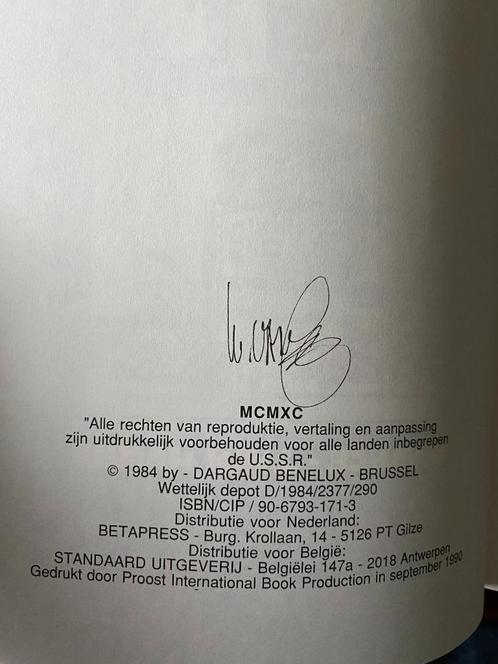 MCMXC
"Alle rechten van reproduktie, vertaling en aanpassing
zijn uitdrukkelijk voorbehouden voor alle landen inbegrepen
de U.S.S.R."
© 1984 by - DARGAUD BENELUX - BRUSSEL
Wettelijk depot D/1984/2377/290
ISBN/CIP / 90-6793-171-3
Distributie voor Nederland:
BETAPRESS - Burg. Krollaan, 14 - 5126 PT Gilze
Distributie voor België:
STANDAARD UITGEVERIJ - Belgiëlei 147a - 2018 Antwerpen
Gedrukt door Proost International Book Production in september 1990